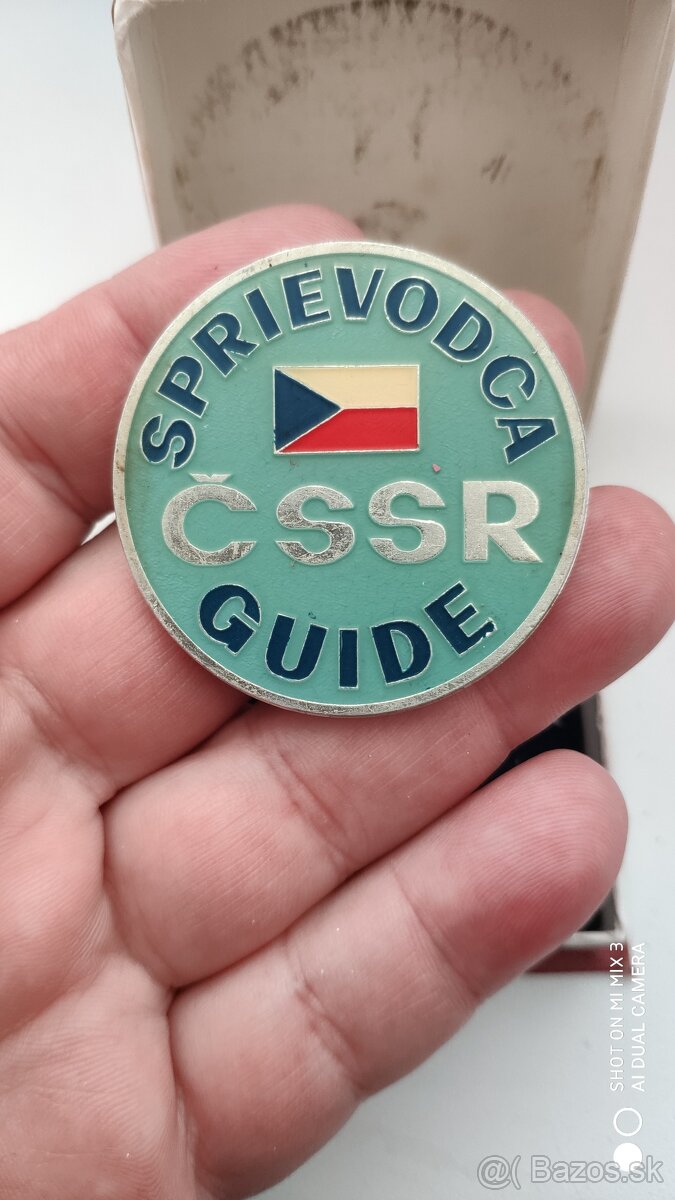 SPRIEVODCA
ČSSR
GUIDE
SHOT ON MI MIX 3
AI DUAL CAMERA
@( Bazos.sk